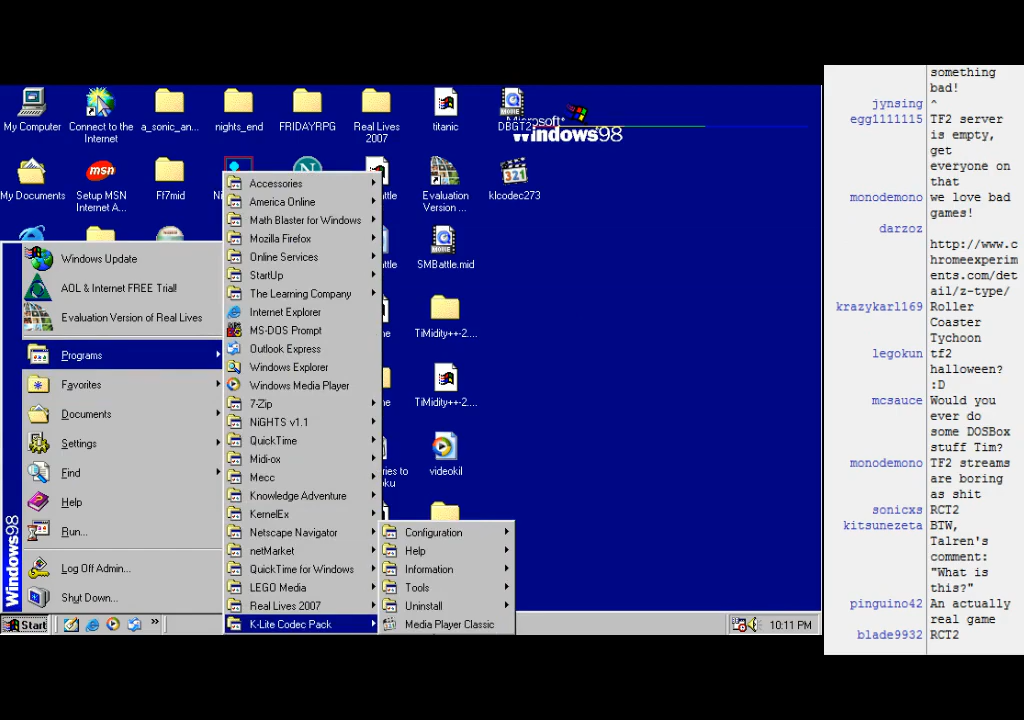 My Computer
Connect to the
Internet
a_sonic_an...
nights_end
FRIDAYRPG
Real Lives
2007
titanic
DBGT2
Microsoft
Windows98
My Documents
Setup MSN
Internet A...
Ff7mid
Evaluation
Version ...
klcodec273
SMBattle.mid
TiMidity++-2....
TiMidity++-2....
videokil
Windows Update
AOL & Internet FREE Trial!
Evaluation Version of Real Lives
Programs
Favorites
Documents
Settings
Find
Help
Run...
Log Off Admin...
Shut Down...
Windows98
Accessories
America Online
Math Blaster for Windows
Mozilla Firefox
Online Services
StartUp
The Learning Company
Internet Explorer
MS-DOS Prompt
Outlook Express
Windows Explorer
Windows Media Player
7-Zip
NiGHTS v1.1
QuickTime
Midi-ox
Mecc
Knowledge Adventure
KernelEx
Netscape Navigator
netMarket
QuickTime for Windows
LEGO Media
Real Lives 2007
K-Lite Codec Pack
Configuration
Help
Information
Tools
Uninstall
Media Player Classic
Start
»
10:11 PM
something
bad!
jynsing ^
egg1111115 TF2 server
is empty,
get
everyone on
that
monodemono we love bad
games!
darzoz
http://www.c
hromeexperim
ents.com/det
ail/z-type/
krazykarl169 Roller
Coaster
Tychoon
legokun tf2
halloween?
:D
mcsauce Would you
ever do
some DOSBox
stuff Tim?
monodemono TF2 streams
are boring
as shit
sonicxs RCT2
kitsunezeta BTW,
Talren's
comment:
"What is
this?"
pinguino42 An actually
real game
blade9932 RCT2